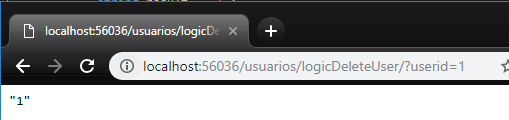 localhost:56036/usuarios/logicDe
localhost:56036/usuarios/logicDeleteUser/?userid=1
"1"